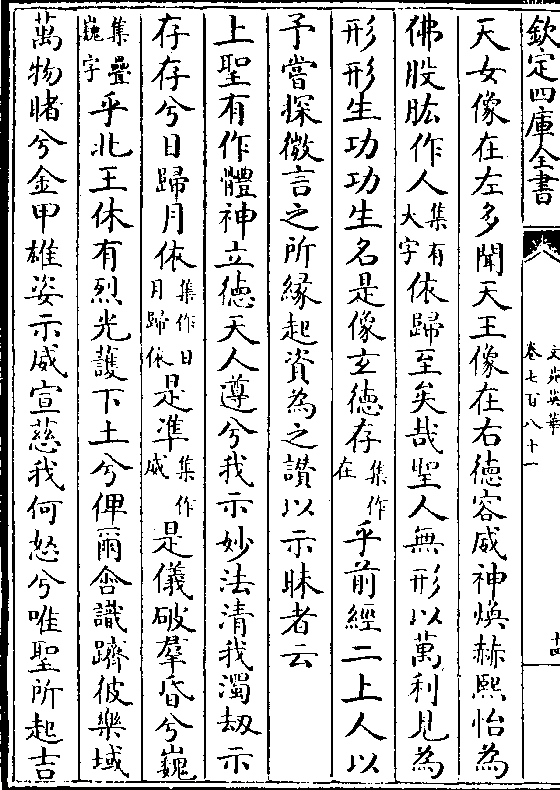 欽定四庫全書
文苑英華
卷七百八十一
十四
天女像在左多聞天王像在右德容威神煥赫熙怡為
佛股肱作人集有大字依歸至矣哉聖人無形以萬利見為
形形生功功生名是像玄德存集作在乎前經二上人以
予嘗探微言之所緣起資為之讚以示昧者云
上聖有作體神立德天人尊兮我示妙法清我濁刼示
存存兮日歸月依集作日月歸依是準集作戚是儀破羣昏兮巍
集疊巍字乎北王休有烈光護下土兮俾爾含識躋彼樂域
萬物睹兮金甲雄姿示威宣慈我何怒兮唯聖所起吉